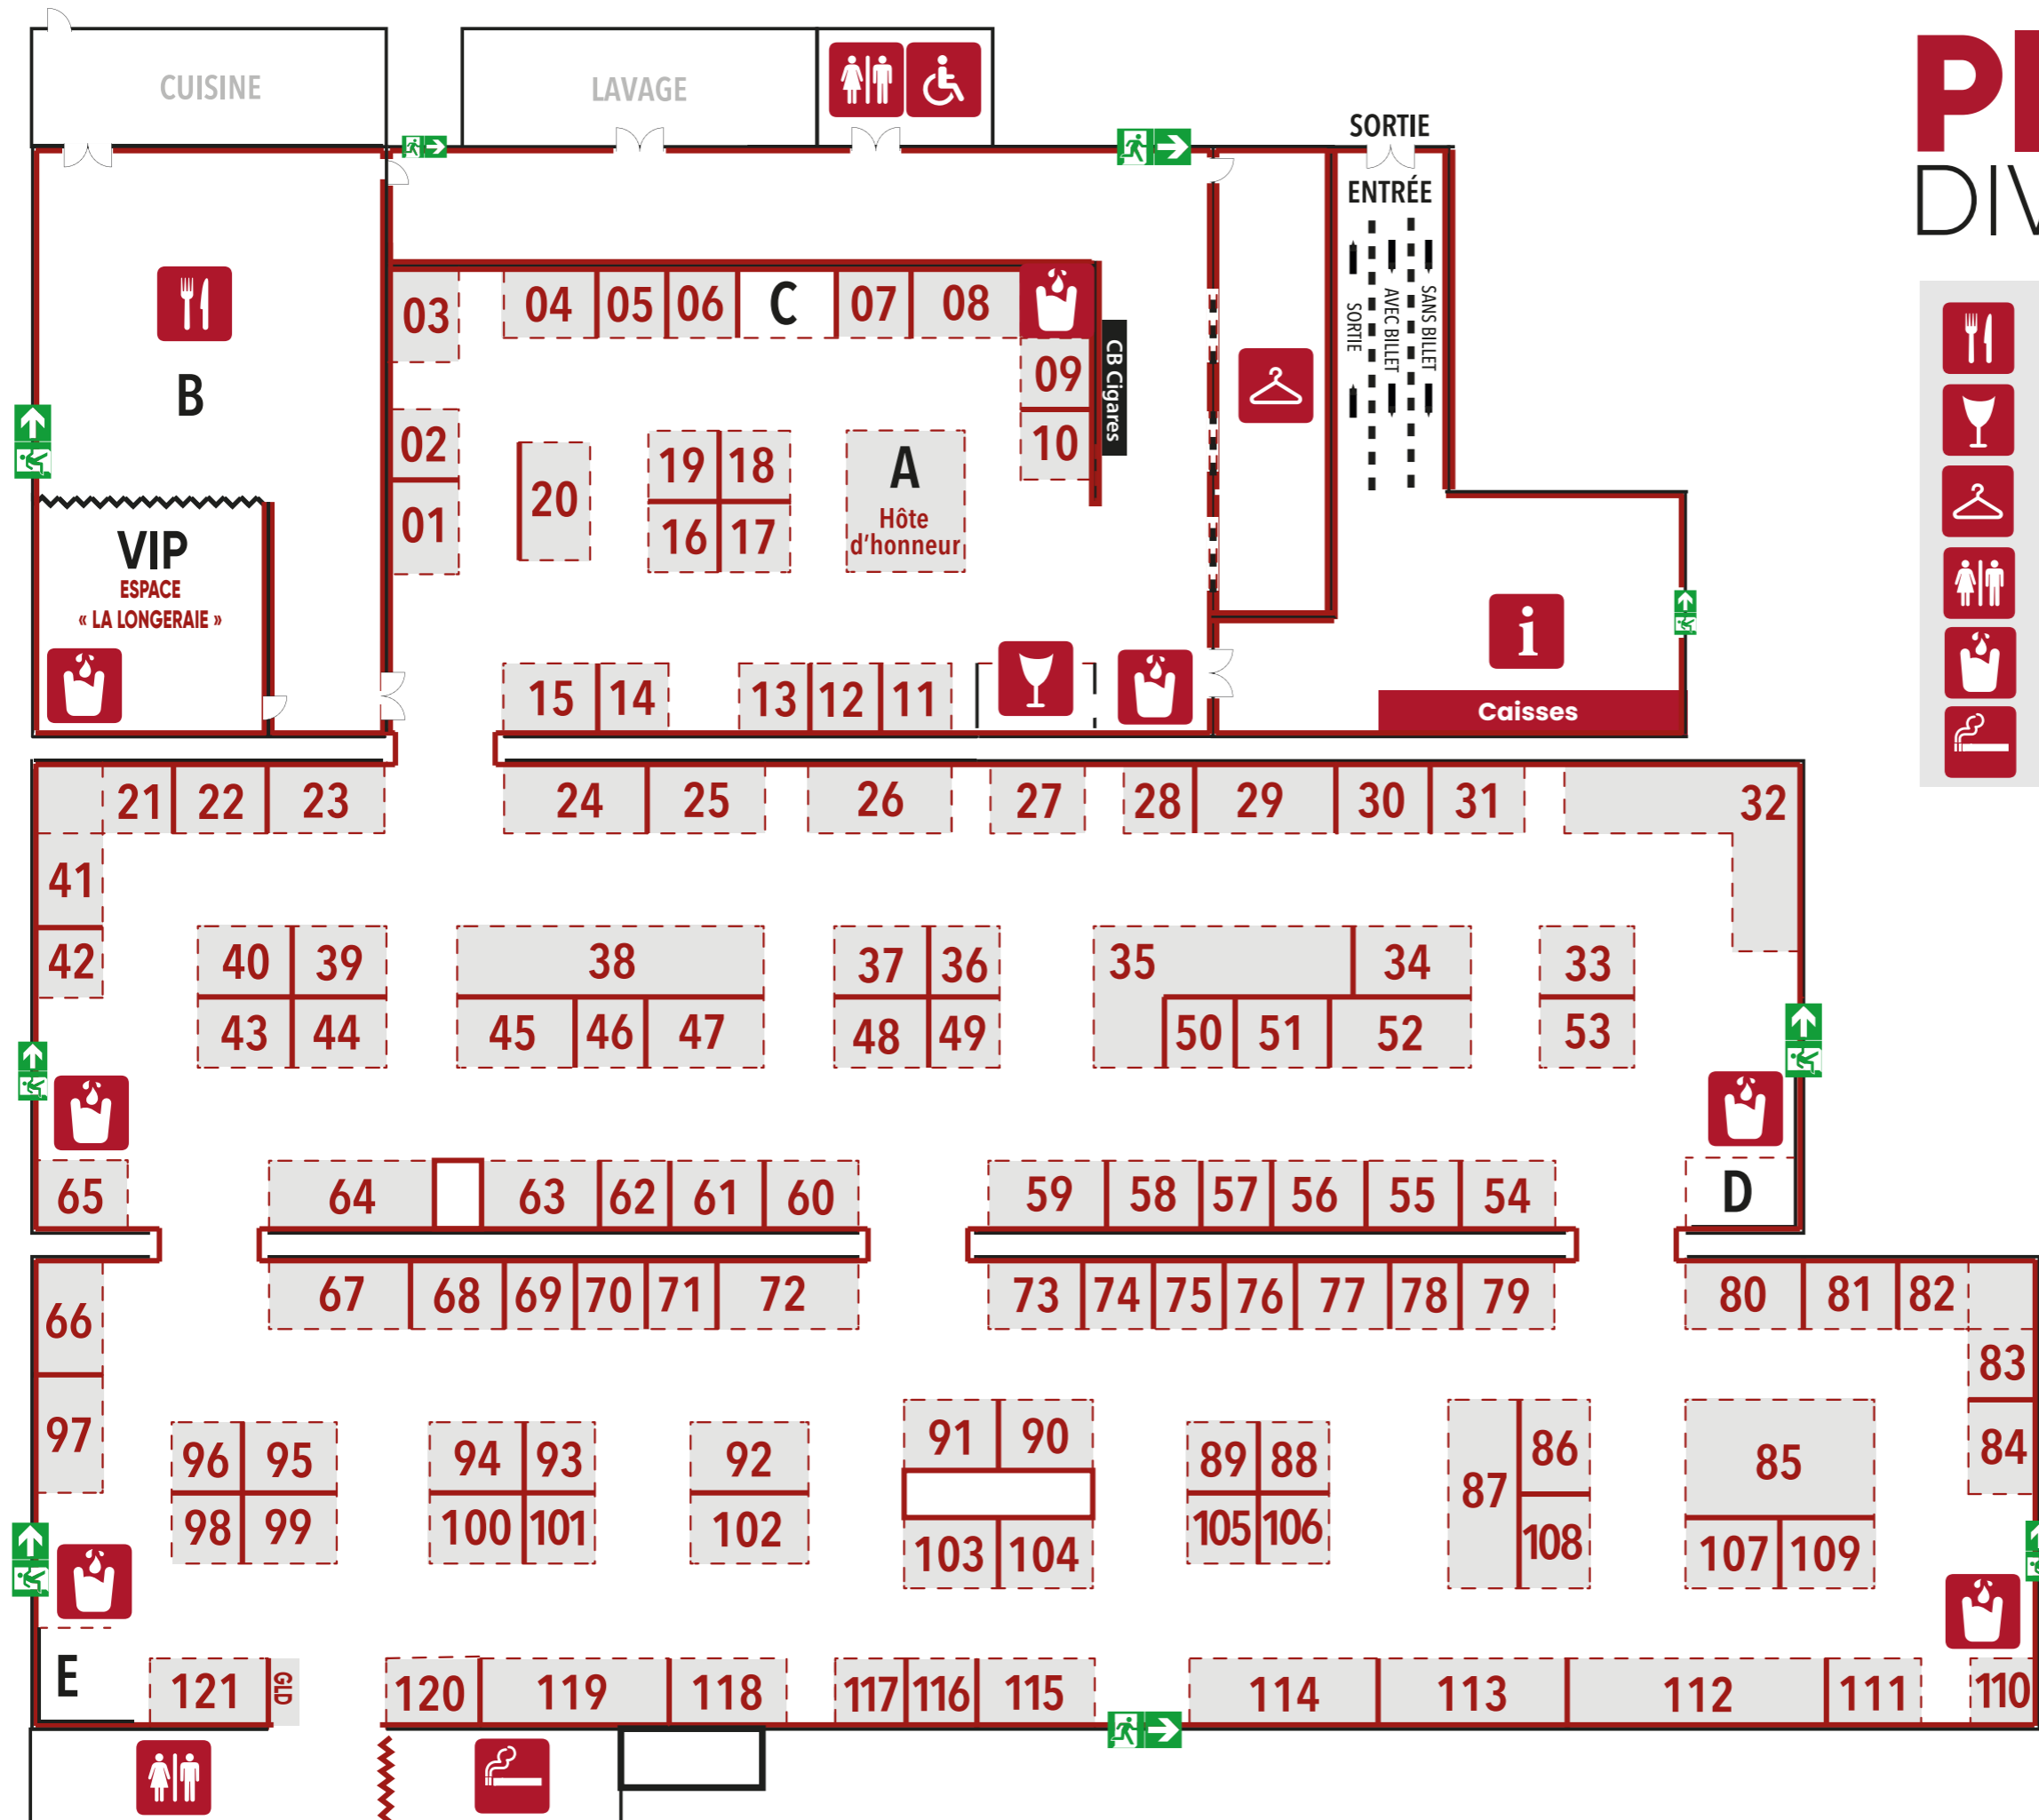 CUISINE
LAVAGE
SORTIE
ENTRÉE
SORTIE
AVEC BILLET
SANS BILLET
B
VIP
ESPACE
« LA LONGERAIE »
03
04 05 06 C 07 08
09
10
CB Cigares
02
01
20
19 18
16 17
A
Hôte
d'honneur
15 14 13 12 11
i
Caisses
21 22 23 24 25 26 27 28 29 30 31 32
41
42
40 39 38 37 36 35 34 33
43 44 45 46 47 48 49 50 51 52 53
65 64 63 62 61 60 59 58 57 56 55 54 D
66 67 68 69 70 71 72 73 74 75 76 77 78 79 80 81 82
83
84
97
96 95 94 93 92 91 90 89 88 87 86 85
98 99 100 101 102 103 104 105 106 108 107 109
E 121 GLD 120 119 118 117 116 115 114 113 112 111 110